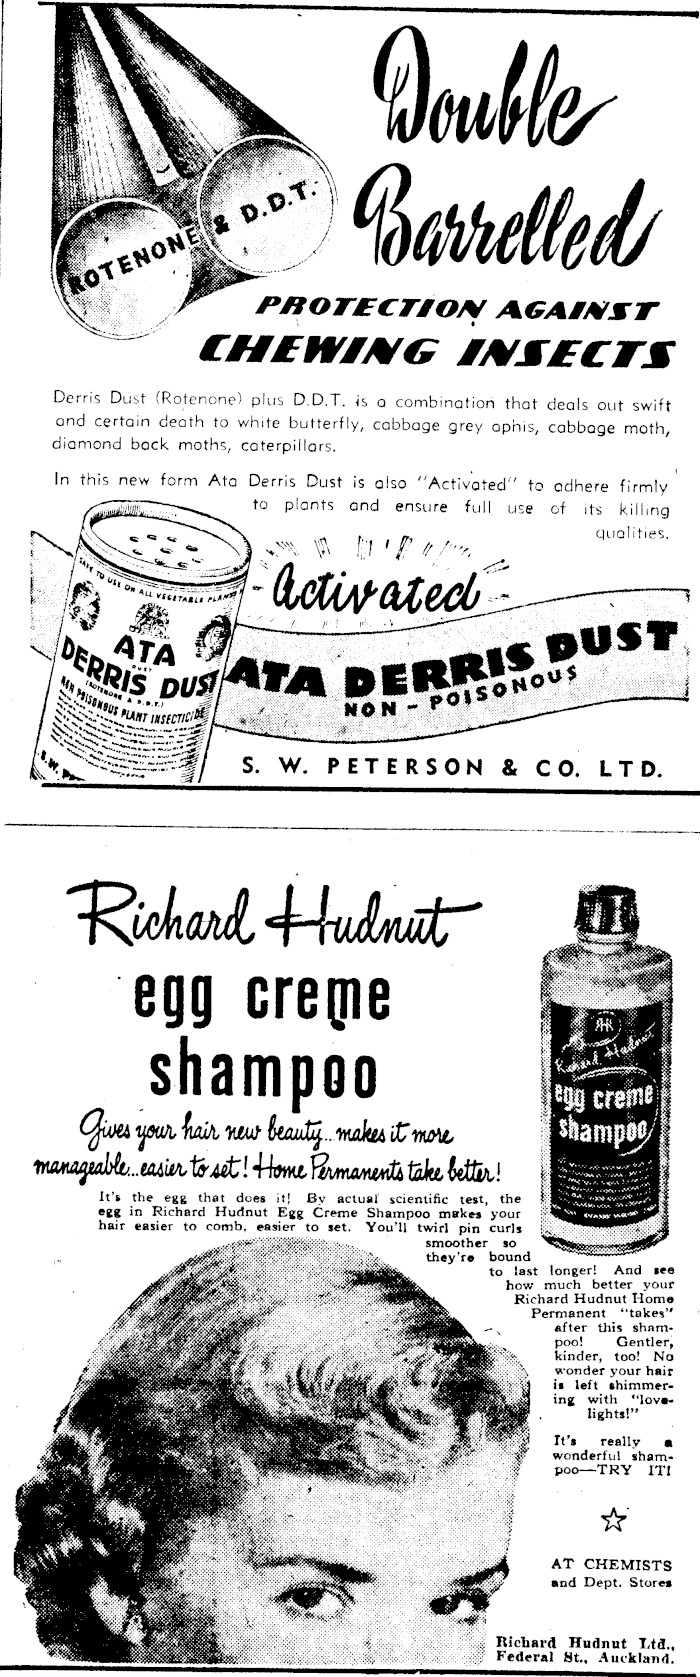 Double
Barrelled
ROTENONE & D.D.T.
PROTECTION AGAINST
CHEWING INSECTS
Derris Dust (Rotenone) plus D.D.T. is a combination that deals out swift
and certain death to white butterfly, cabbage grey aphis, cabbage moth,
diamond back moths, caterpillars.
In this new form Ata Derris Dust is also "Activated" to adhere firmly
to plants and ensure full use of its killing
qualities.
SAFE TO USE ON ALL VEGETABLE PLANTS
ATA
DUST
DERRIS DUST
(ROTENONE & D.D.T.)
NON POISONOUS PLANT INSECTICIDE
S. W.
Activated
ATA DERRIS DUST
NON - POISONOUS
S. W. PETERSON & CO. LTD.
Richard Hudnut
egg creme
shampoo
RH
Richard Hudnut
egg creme
shampoo
Gives your hair new beauty... makes it more
manageable... easier to set! Home Permanents take better!
It's the egg that does it! By actual scientific test, the
egg in Richard Hudnut Egg Creme Shampoo makes your
hair easier to comb, easier to set. You'll twirl pin curls
smoother so
they're bound
to last longer! And see
how much better your
Richard Hudnut Home
Permanent "takes"
after this sham-
poo! Gentler,
kinder, too! No
wonder your hair
is left shimmer-
ing with "love-
lights!"
It's really a
wonderful sham-
poo—TRY IT!
AT CHEMISTS
and Dept. Stores
Richard Hudnut Ltd.,
Federal St., Auckland.